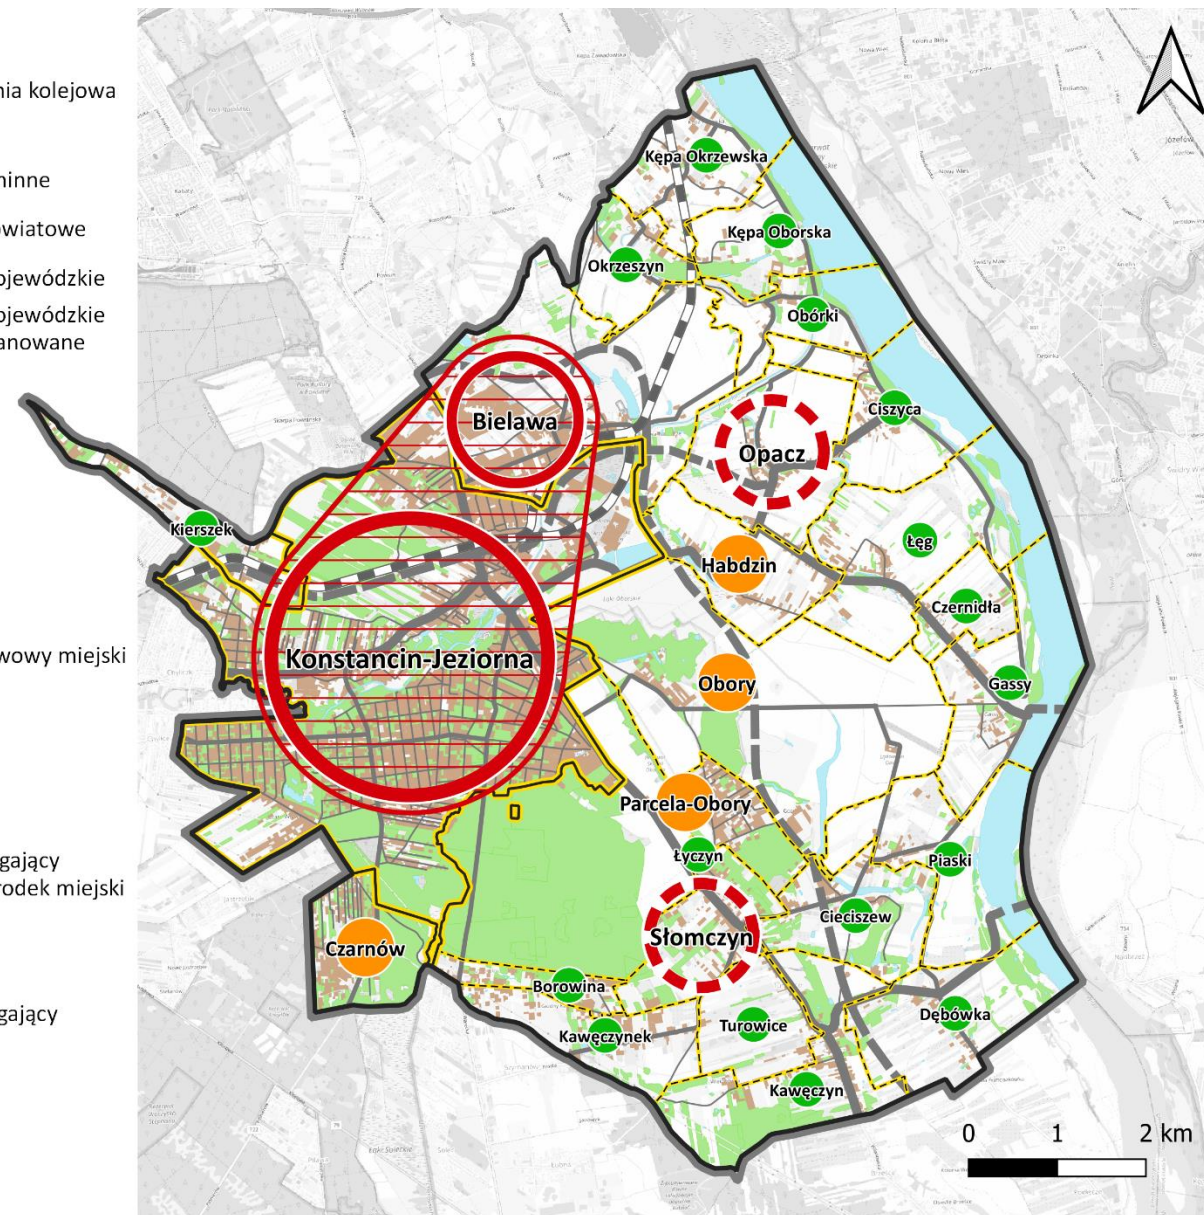 nia kolejowa
ninne
owiatowe
ojewódzkie
ojewódzkie
anowane
wowy miejski
gający
rodek miejski
gający
Kępa Okrzewska
Kępa Oborska
Okrzeszyn
Obórki
Ciszyca
Bielawa
Opacz
Kierszek
Łęg
Habdzin
Czernidła
Konstancin-Jeziorna
Obory
Gassy
Parcela-Obory
Łyczyn
Piaski
Cieciszew
Słomczyn
Czarnów
Borowina
Dębówka
Turowice
Kawęczynek
Kawęczyn
0 1 2 km